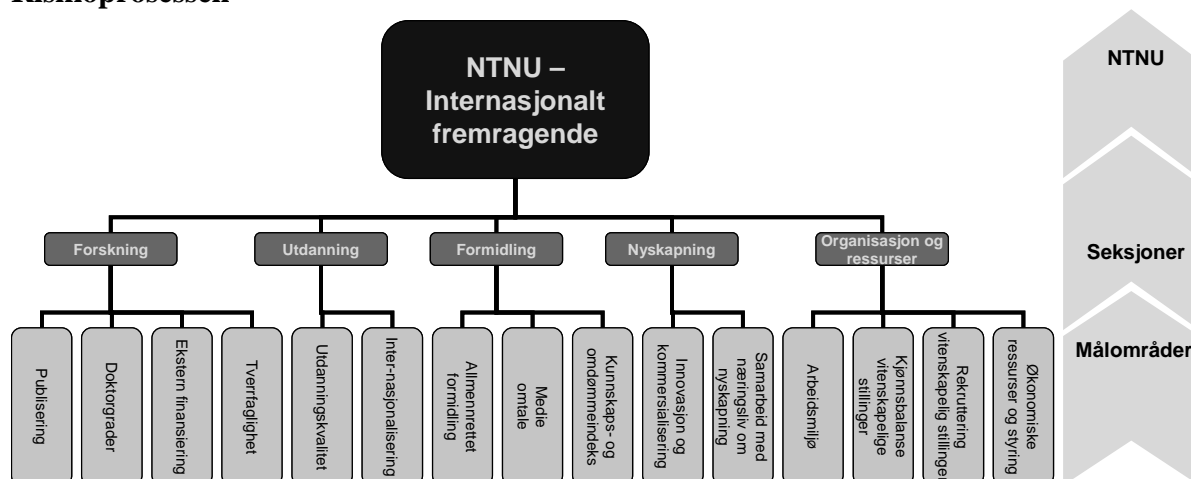 Risikoprosessen
NTNU –
Internasjonalt
fremragende
NTNU
Forskning
Utdanning
Formidling
Nyskapning
Organisasjon og
ressurser
Seksjoner
Publisering
Doktorgrader
Ekstern finansiering
Tverrfaglighet
Utdanningskvalitet
Inter-nasjonalisering
Allmennrettet
formidling
Medie
omtale
Kunnskaps- og
omdømmeindeks
Innovasjon og
kommersialisering
Samarbeid med
næringsliv om
nyskapning
Arbeidsmiljø
Kjønnsbalanse
vitenskapelige
stillinger
Rekruttering
vitenskapelig stillinger
Økonomiske
ressurser og styring
Målområder